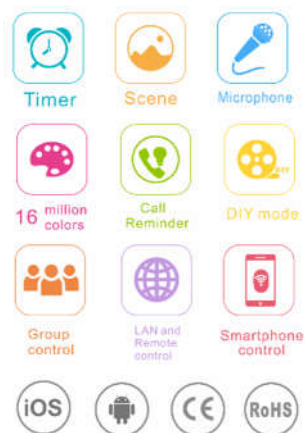 Timer
Scene
Microphone
16 million
colors
Call
Reminder
DIY
DIY mode
Group
control
LAN and
Remote
control
Smartphone
control
iOS
CE
RoHS